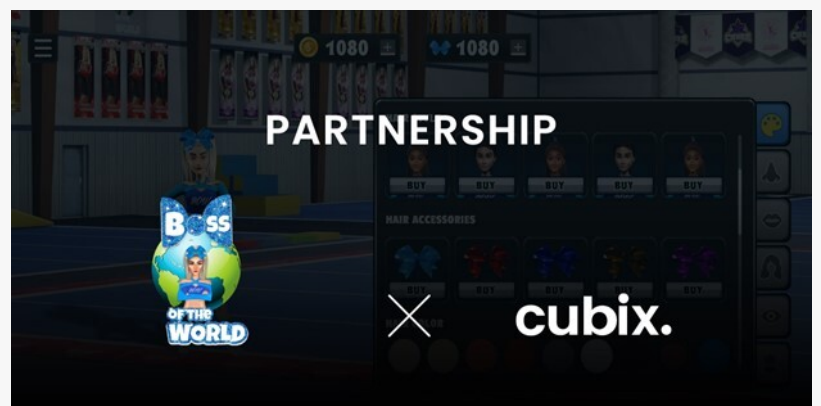 1080 1080
PARTNERSHIP
BUY BUY BUY BUY BUY
HAIR ACCESSORIES
BUY BUY BUY BUY BUY
BOSS
OF THE
WORLD
cubix.